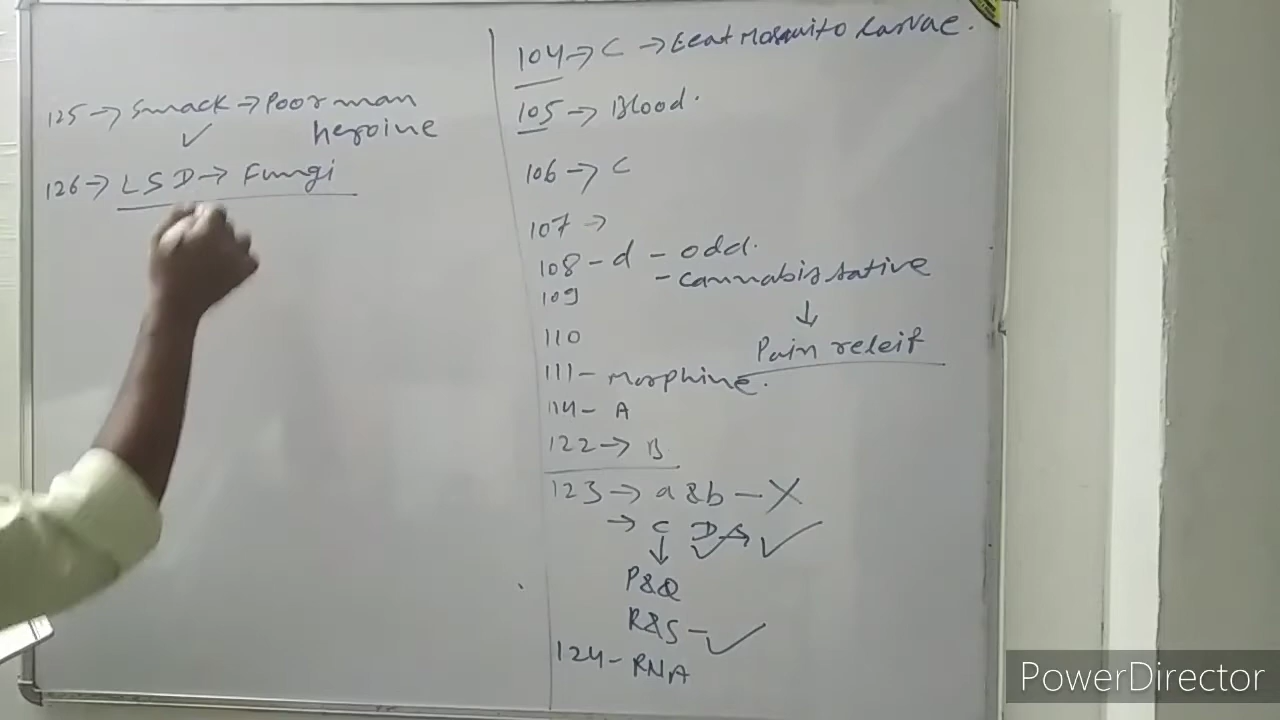 125→ Smack → Poor man
heroine
126→ LSD → Fungi
104→ C → Eeat Mosquito Larvae.
105→ Blood.
106→ C
107→
108 - d - odd.
- cannabis sative
109
↓
110
Pain releif
111 - Morphine.
114 - A
122→ B
123→ a & b - X
→ C D → ✓
↓
P&Q
R&S - ✓
124 - RNA
PowerDirector